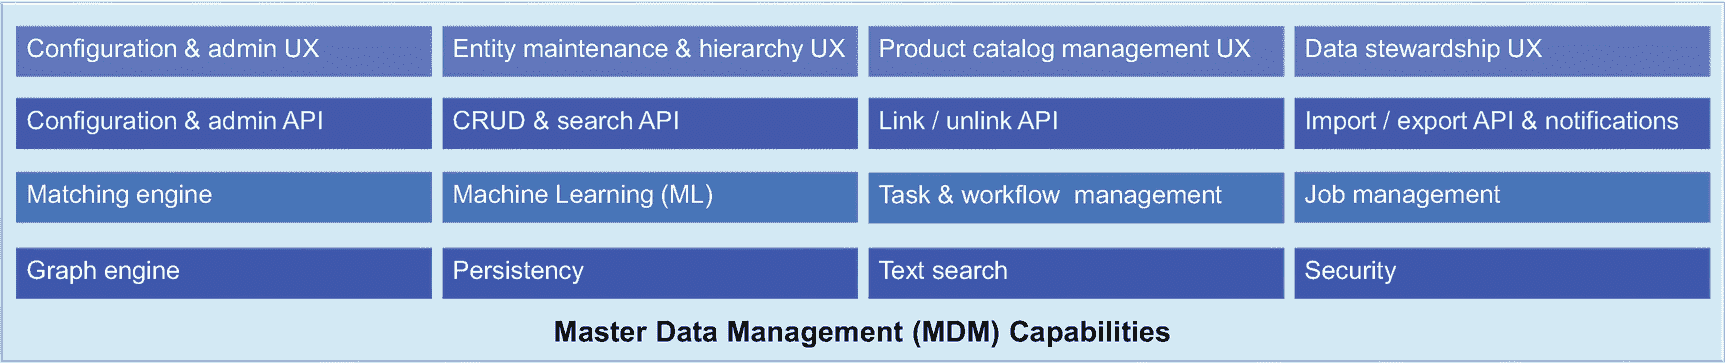 Configuration & admin UX
Entity maintenance & hierarchy UX
Product catalog management UX
Data stewardship UX
Configuration & admin API
CRUD & search API
Link / unlink API
Import / export API & notifications
Matching engine
Machine Learning (ML)
Task & workflow management
Job management
Graph engine
Persistency
Text search
Security
Master Data Management (MDM) Capabilities